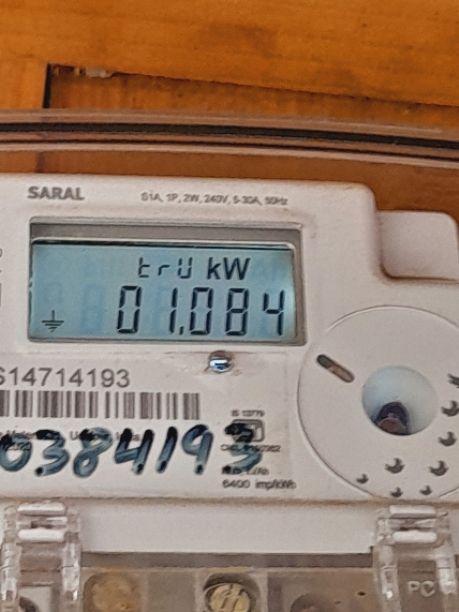 SARAL
S1A, 1P, 2W, 240V, 5-30A, 50Hz
trU kW
01.084
S14714193
0384193
IS 13779
6400 imp/kWh
PC